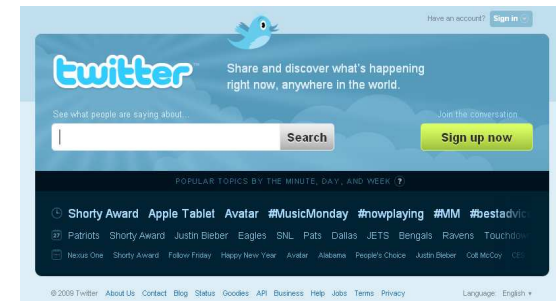 Have an account? Sign in
twitter
Share and discover what's happening
right now, anywhere in the world.
See what people are saying about...
Join the conversation
Search
Sign up now
POPULAR TOPICS BY THE MINUTE, DAY, AND WEEK ?
Shorty Award Apple Tablet Avatar #MusicMonday #nowplaying #MM #bestadvic
27 Patriots Shorty Award Justin Bieber Eagles SNL Pats Dallas JETS Bengals Ravens Touchdow
Nexus One Shorty Award Follow Friday Happy New Year Avatar Alabama People's Choice Justin Bieber Colt McCoy CES
© 2009 Twitter About Us Contact Blog Status Goodies API Business Help Jobs Terms Privacy Language: English